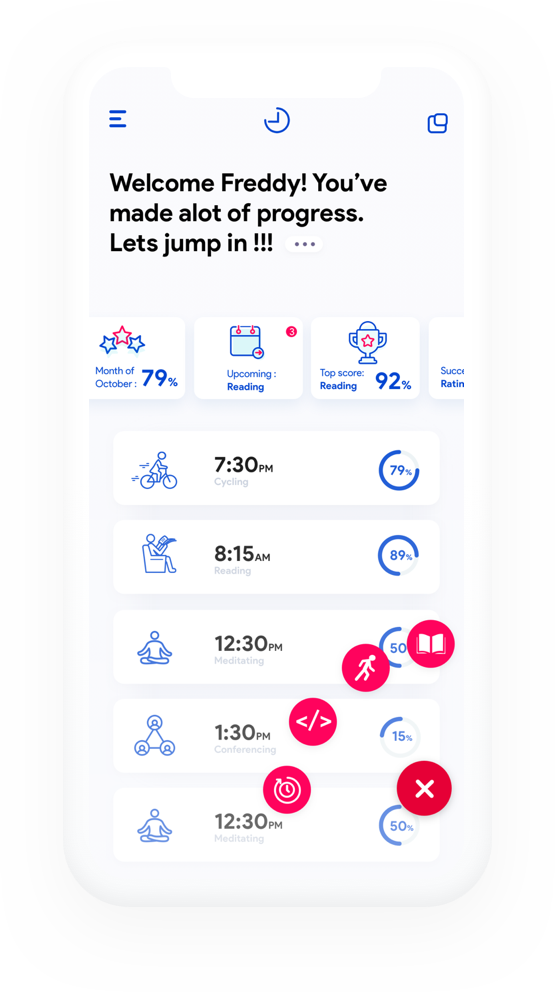 Welcome Freddy! You’ve
made alot of progress.
Lets jump in !!!
Month of
October : 79%
3
Upcoming :
Reading
Top score:
Reading 92%
7:30PM
Cycling
79%
8:15AM
Reading
89%
12:30PM
Meditating
50
</>
1:30PM
Conferencing
15%
12:30PM
Meditating
50%